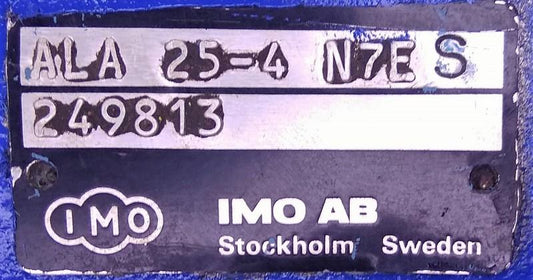 ALA 25-4 N7E S
249813
IMO IMO AB
Stockholm Sweden